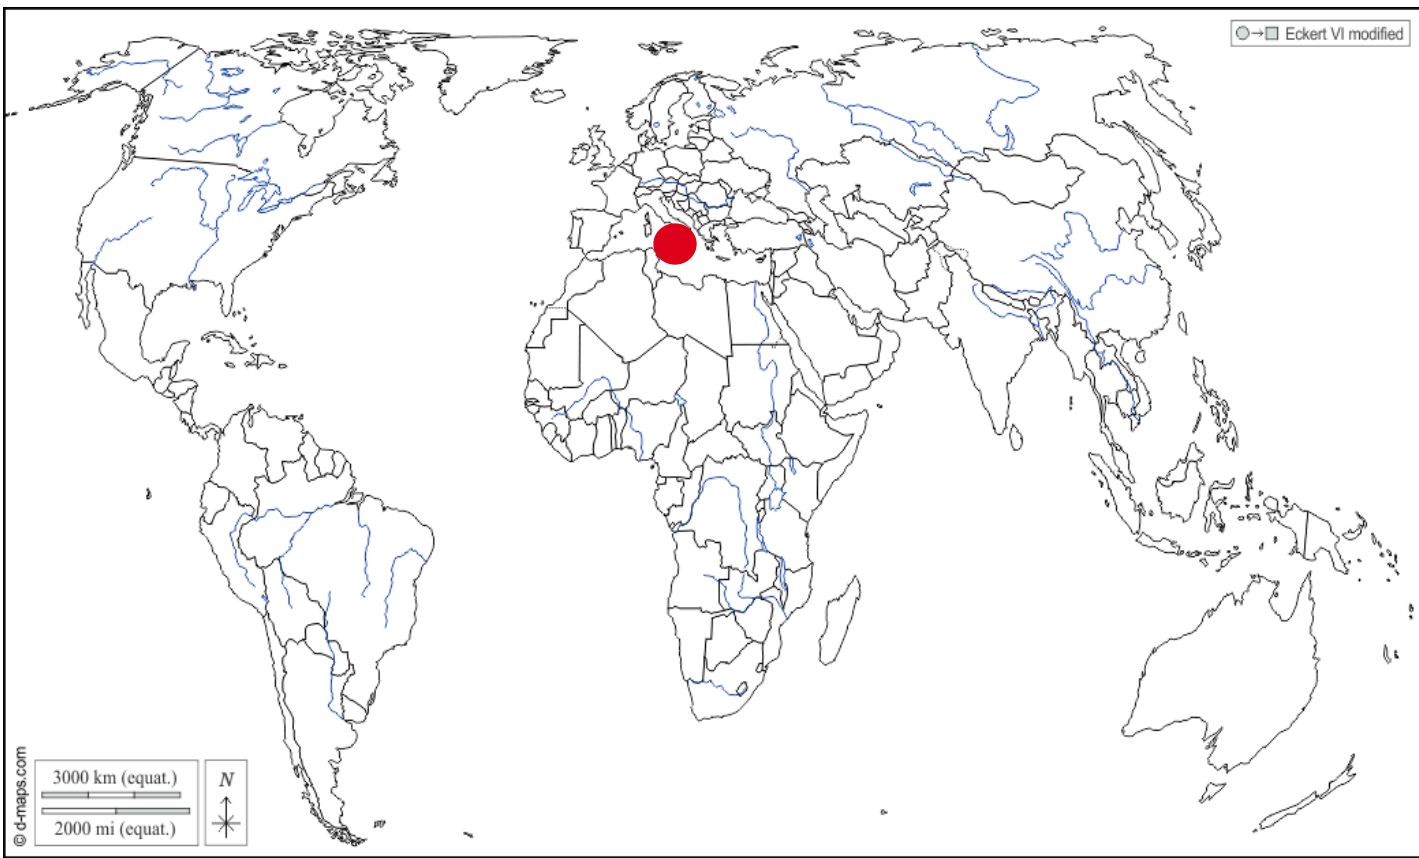 Eckert VI modified
© d-maps.com
3000 km (equat.)
2000 mi (equat.)
N